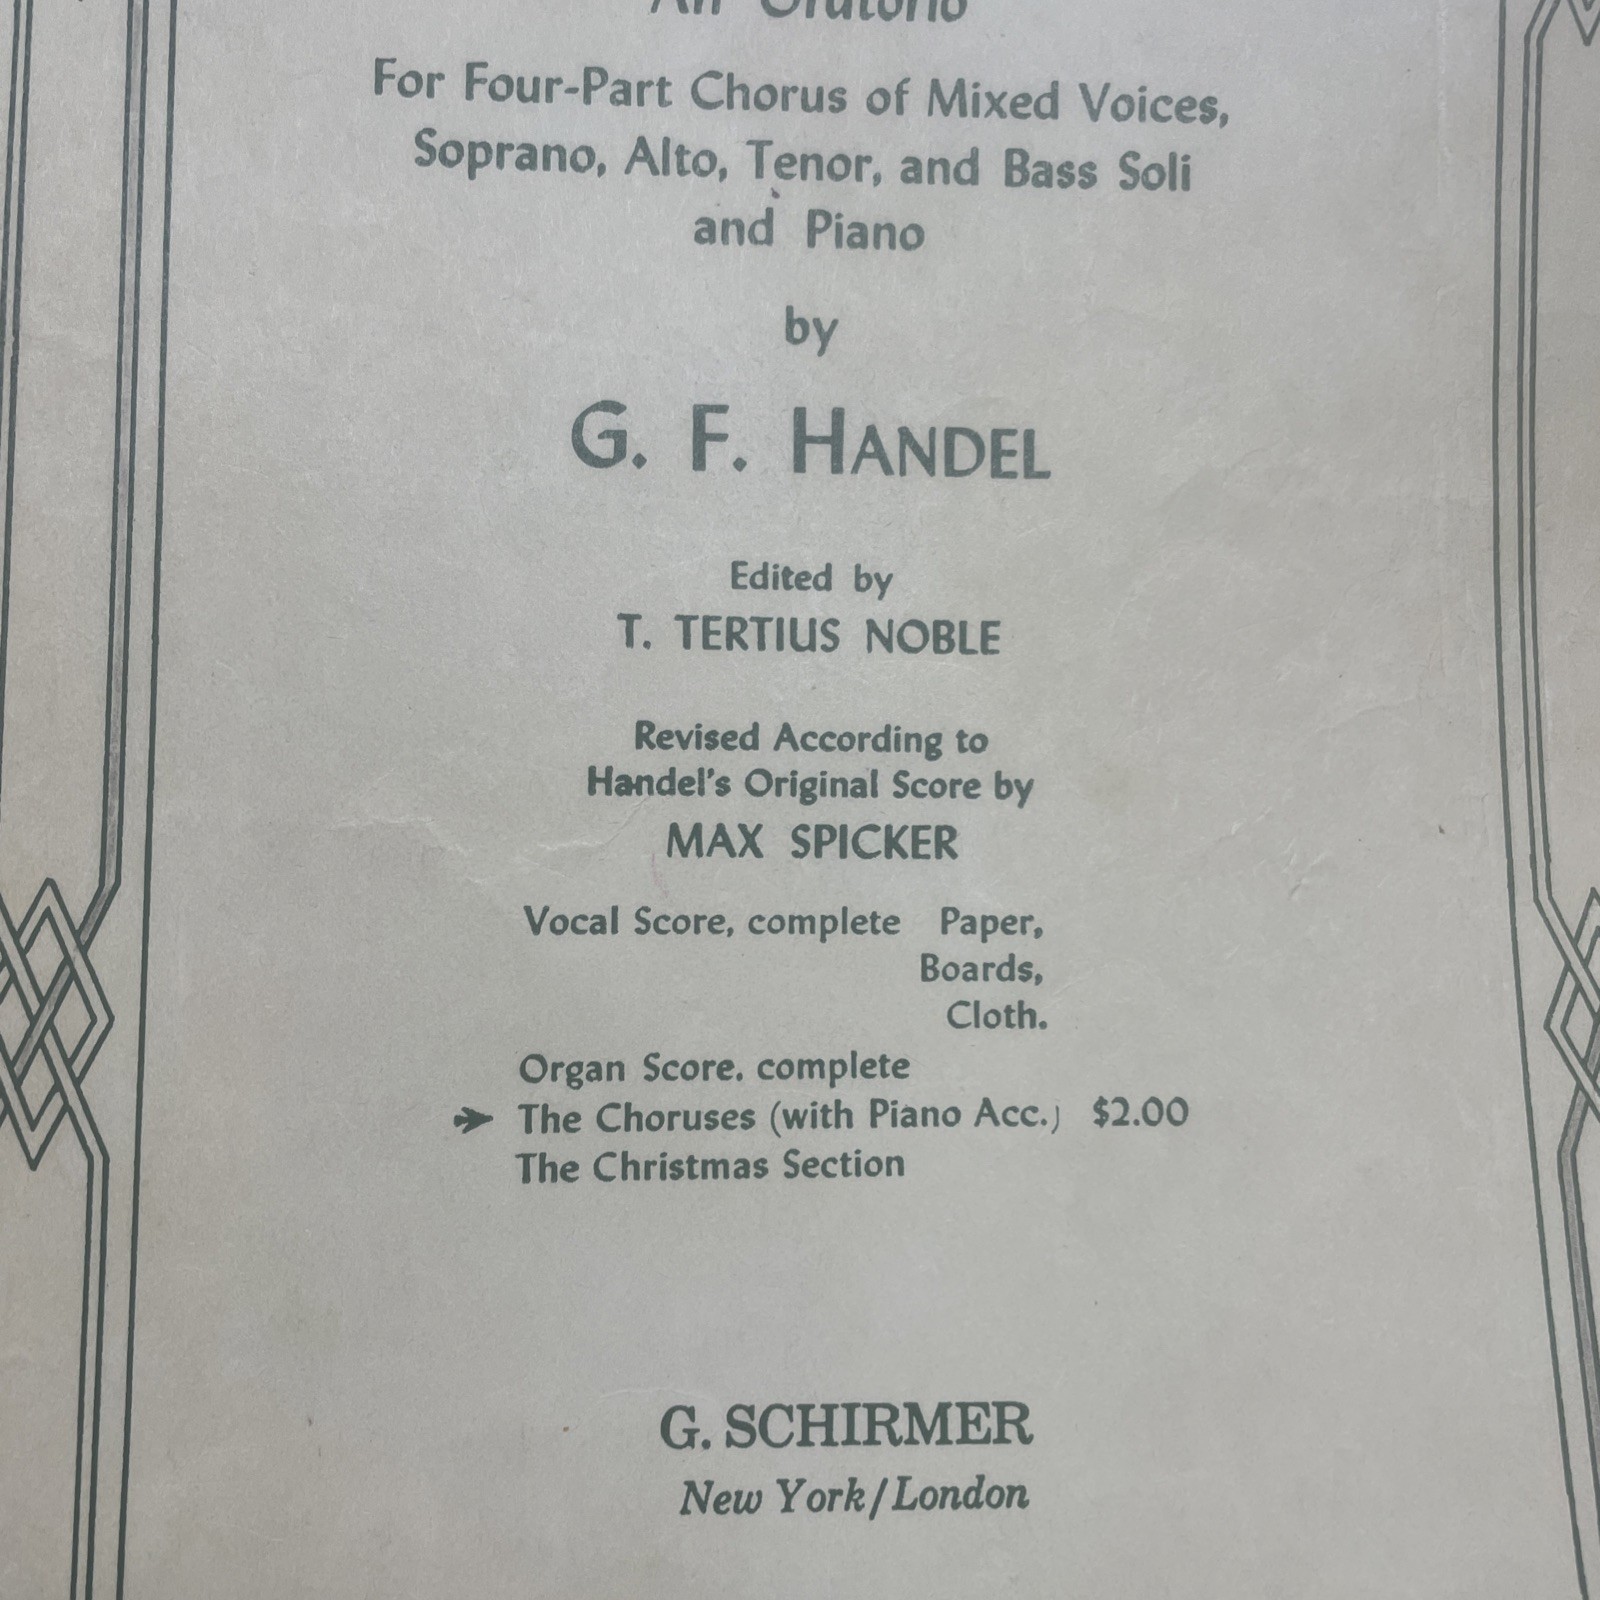 An Oratorio
For Four-Part Chorus of Mixed Voices,
Soprano, Alto, Tenor, and Bass Soli
and Piano
by
G. F. HANDEL
Edited by
T. TERTIUS NOBLE
Revised According to
Handel's Original Score by
MAX SPICKER
Vocal Score, complete Paper,
Boards,
Cloth.
Organ Score, complete
The Choruses (with Piano Acc.) $2.00
The Christmas Section
G. SCHIRMER
New York/London